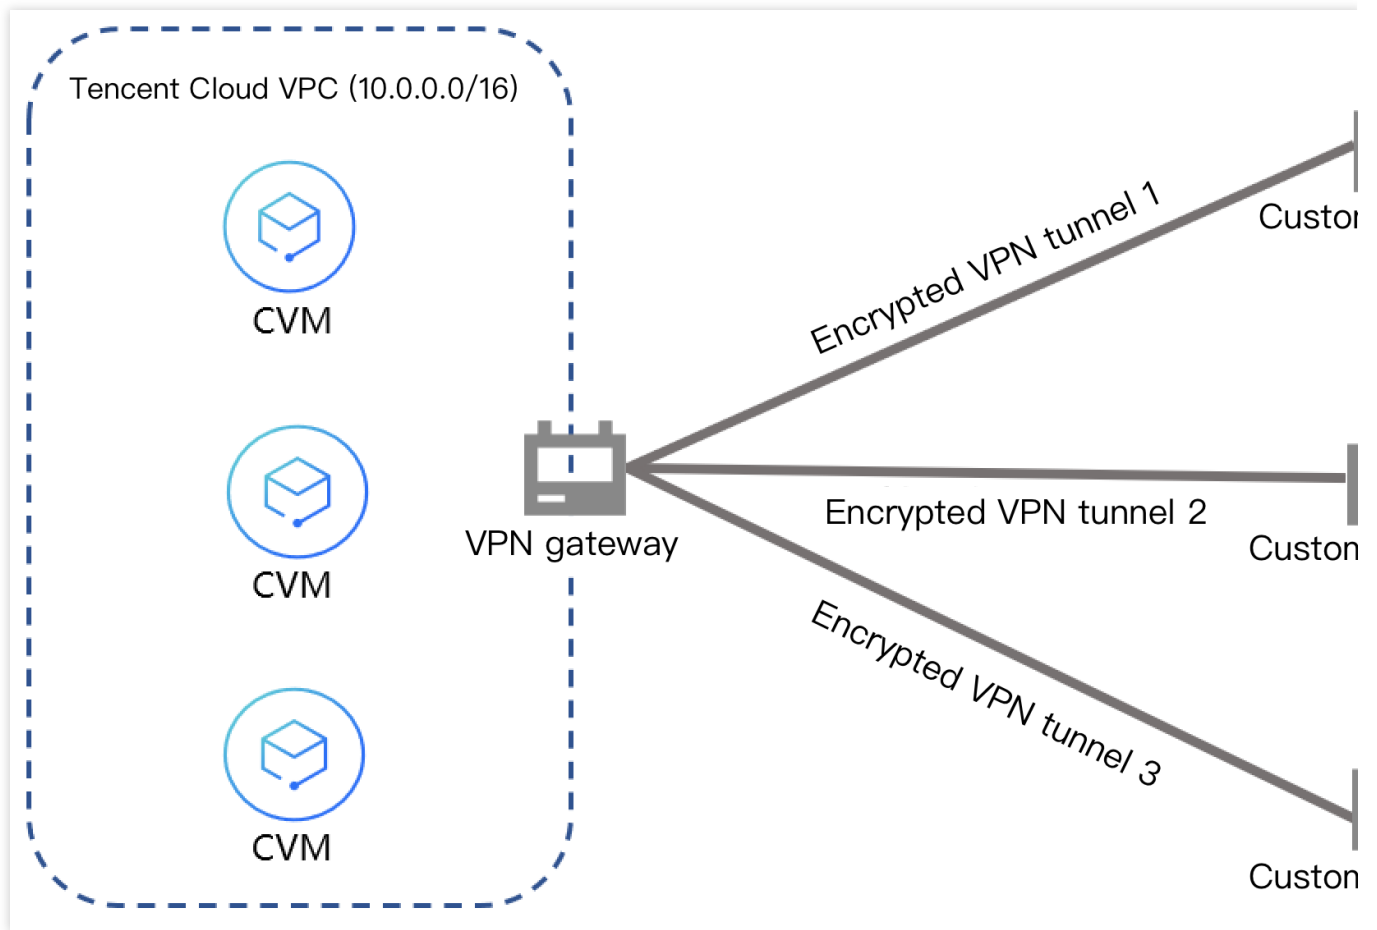 Tencent Cloud VPC (10.0.0.0/16)
CVM
Encrypted VPN tunnel 1
CVM
VPN gateway
Encrypted VPN tunnel 2
Encrypted VPN tunnel 3
CVM